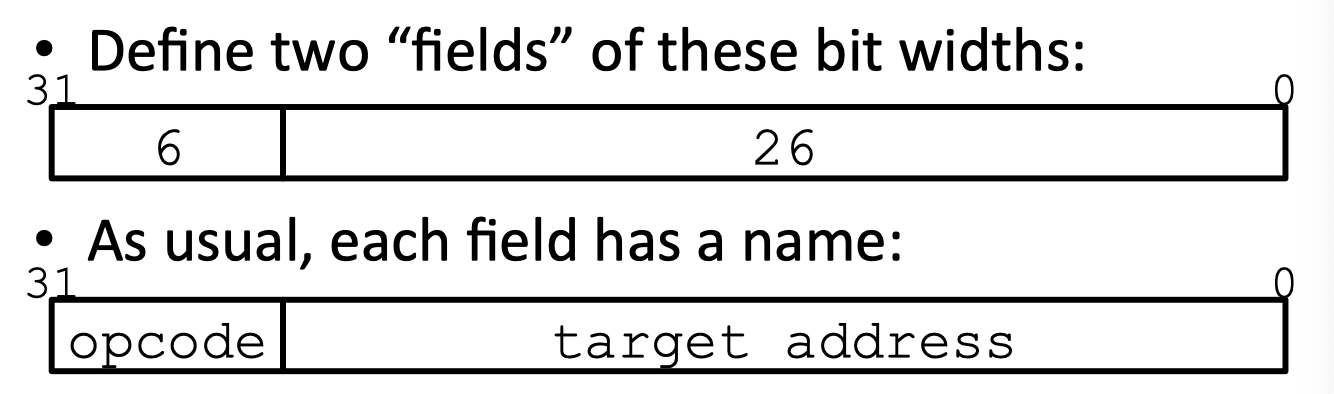 • Define two “fields” of these bit widths:
31 0
6 26
• As usual, each field has a name:
31 0
opcode target address